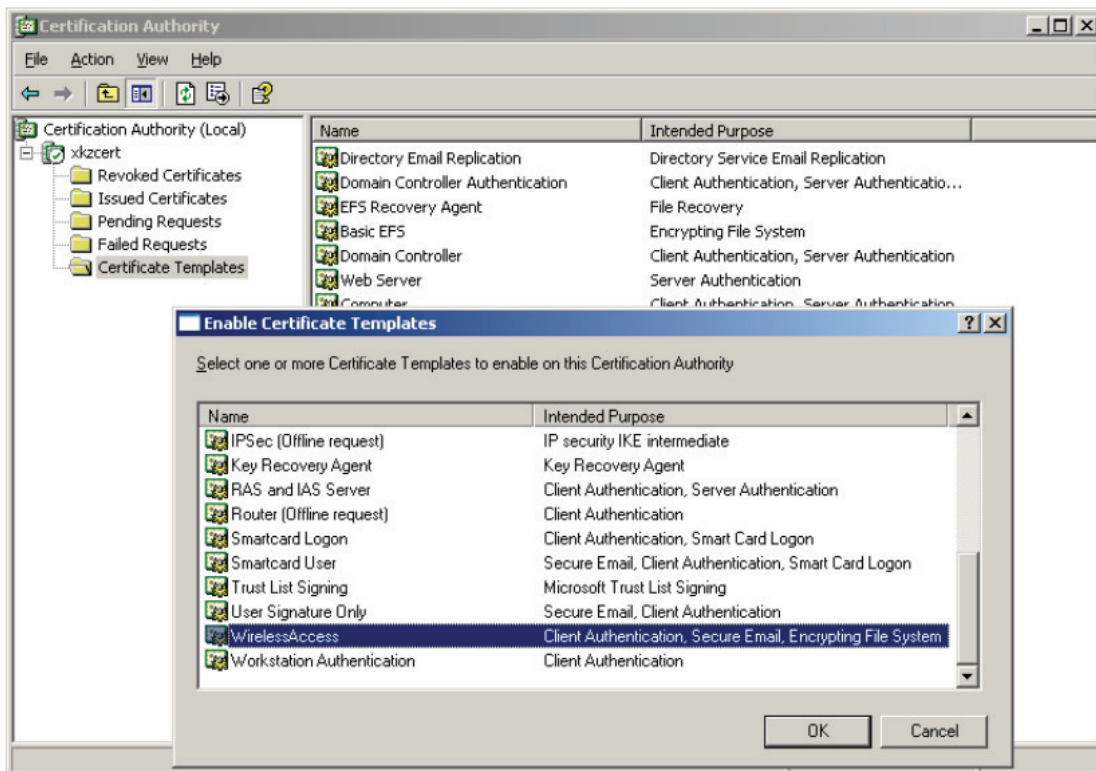 Certification Authority
File Action View Help
Certification Authority (Local)
xkzcert
Revoked Certificates
Issued Certificates
Pending Requests
Failed Requests
Certificate Templates
Name Intended Purpose
Directory Email Replication Directory Service Email Replication
Domain Controller Authentication Client Authentication, Server Authenticatio...
EFS Recovery Agent File Recovery
Basic EFS Encrypting File System
Domain Controller Client Authentication, Server Authentication
Web Server Server Authentication
Computer Client Authentication, Server Authentication
Enable Certificate Templates
Select one or more Certificate Templates to enable on this Certification Authority
Name Intended Purpose
IPSec (Offline request) IP security IKE intermediate
Key Recovery Agent Key Recovery Agent
RAS and IAS Server Client Authentication, Server Authentication
Router (Offline request) Client Authentication
Smartcard Logon Client Authentication, Smart Card Logon
Smartcard User Secure Email, Client Authentication, Smart Card Logon
Trust List Signing Microsoft Trust List Signing
User Signature Only Secure Email, Client Authentication
WirelessAccess Client Authentication, Secure Email, Encrypting File System
Workstation Authentication Client Authentication
OK Cancel